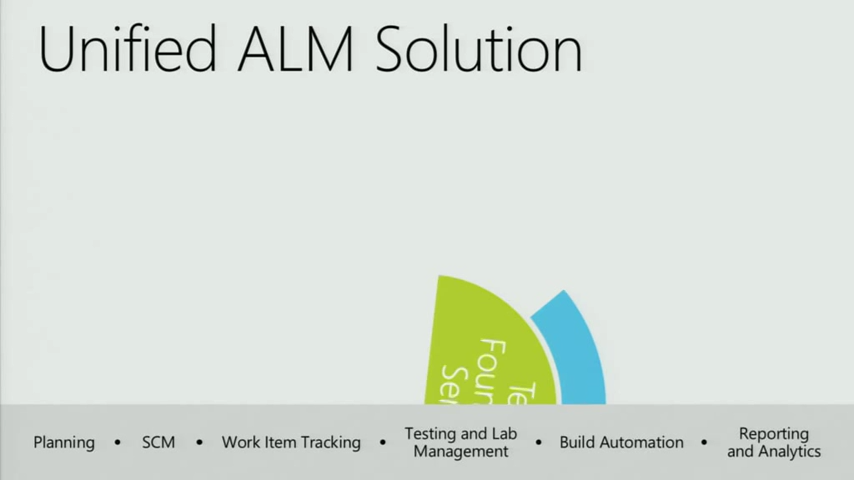 Unified ALM Solution
Planning • SCM • Work Item Tracking • Testing and Lab Management • Build Automation • Reporting and Analytics